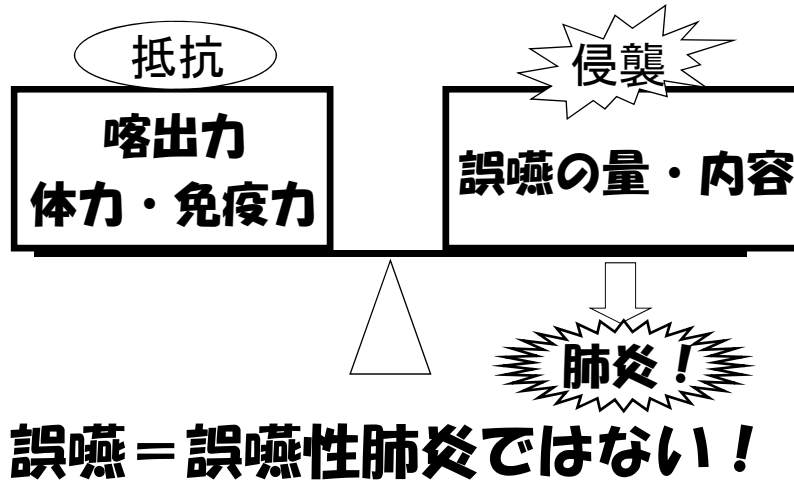 抵抗
侵襲
喀出力
体力・免疫力
誤嚥の量・内容
肺炎！
誤嚥＝誤嚥性肺炎ではない！